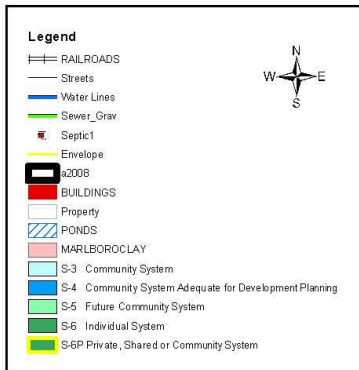 Legend
N
W E
S
RAILROADS
Streets
Water Lines
Sewer_Grav
Septic1
Envelope
a2008
BUILDINGS
Property
PONDS
MARLBOROCLAY
S-3 Community System
S-4 Community System Adequate for Development Planning
S-5 Future Community System
S-6 Individual System
S-6P Private, Shared or Community System